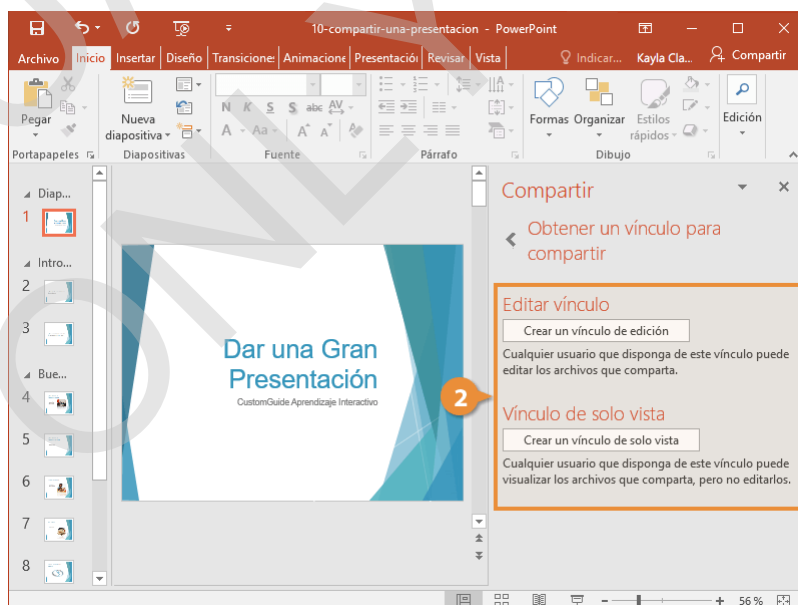 10-compartir-una-presentacion - PowerPoint
Archivo Inicio Insertar Diseño Transicione: Animacione Presentació Revisar Vista Indicar... Kayla Cla... Compartir
Pegar Nueva diapositiva N K S S abc AV A Aa A A Formas Organizar Estilos rápidos Edición
Portapapeles Diapositivas Fuente Párrafo Dibujo
Diap...
1
Intro...
2
3
Bue...
4
5
6
7
8
Dar una Gran
Presentación
CustomGuide Aprendizaje Interactivo
Compartir
Obtener un vínculo para
compartir
Editar vínculo
Crear un vínculo de edición
Cualquier usuario que disponga de este vínculo puede
editar los archivos que comparta.
2
Vínculo de solo vista
Crear un vínculo de solo vista
Cualquier usuario que disponga de este vínculo puede
visualizar los archivos que comparta, pero no editarlos.
56 %